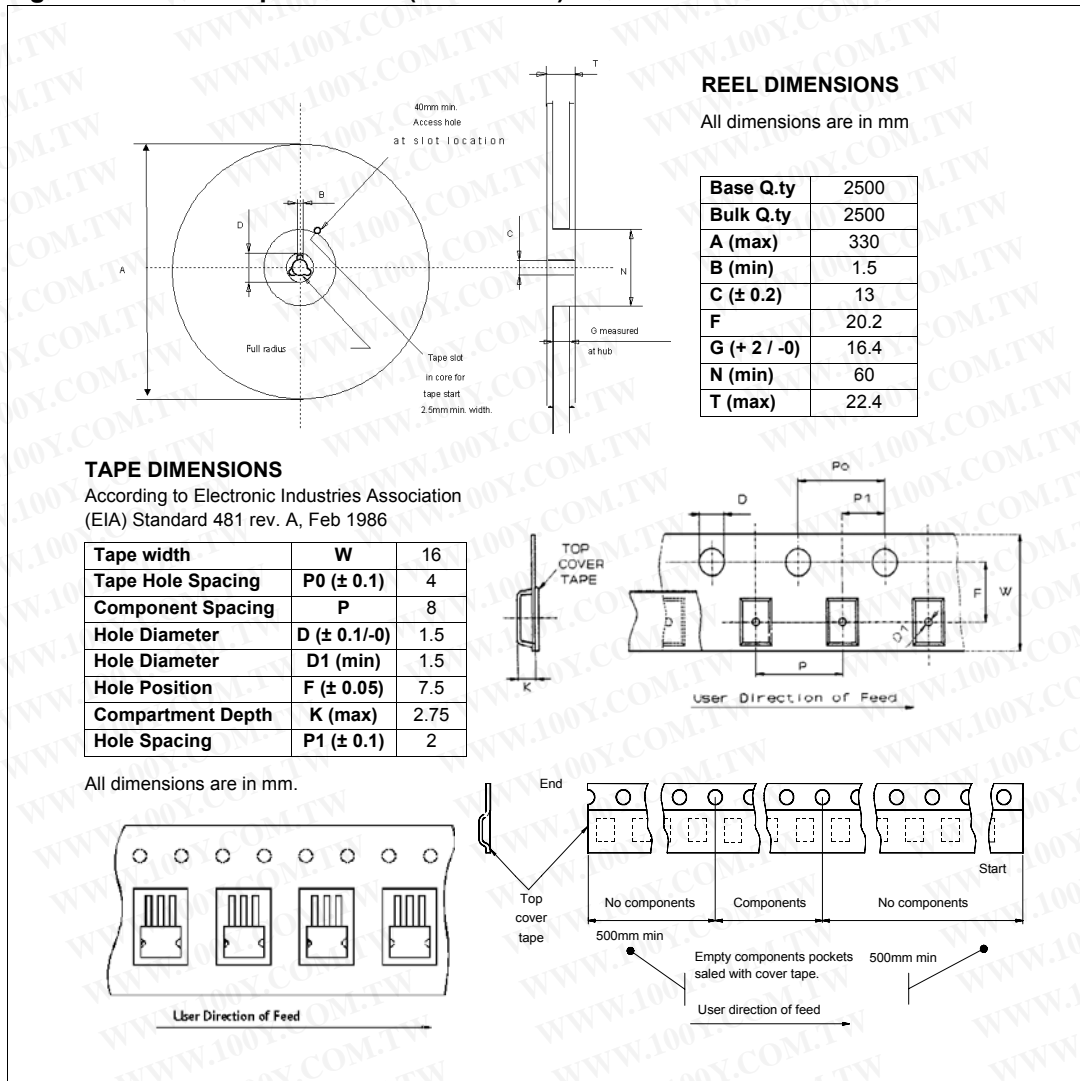 REEL DIMENSIONS
All dimensions are in mm
T
40mm min.
Access hole
at slot location
B
D
C
A
N
Full radius
Tape slot
in core for
tape start
2.5mm min. width.
G measured
at hub
Base Q.ty 2500
Bulk Q.ty 2500
A (max) 330
B (min) 1.5
C (± 0.2) 13
F 20.2
G (+ 2 / -0) 16.4
N (min) 60
T (max) 22.4
TAPE DIMENSIONS
According to Electronic Industries Association
(EIA) Standard 481 rev. A, Feb 1986
Tape width W 16
Tape Hole Spacing P0 (± 0.1) 4
Component Spacing P 8
Hole Diameter D (± 0.1/-0) 1.5
Hole Diameter D1 (min) 1.5
Hole Position F (± 0.05) 7.5
Compartment Depth K (max) 2.75
Hole Spacing P1 (± 0.1) 2
All dimensions are in mm.
Po
D
P1
TOP
COVER
TAPE
F
W
D1
K
P
User Direction of Feed
End
Start
Top
cover
tape
No components
Components
No components
500mm min
Empty components pockets
saled with cover tape.
500mm min
User direction of feed
User Direction of Feed
WWW.100Y.COM.TW